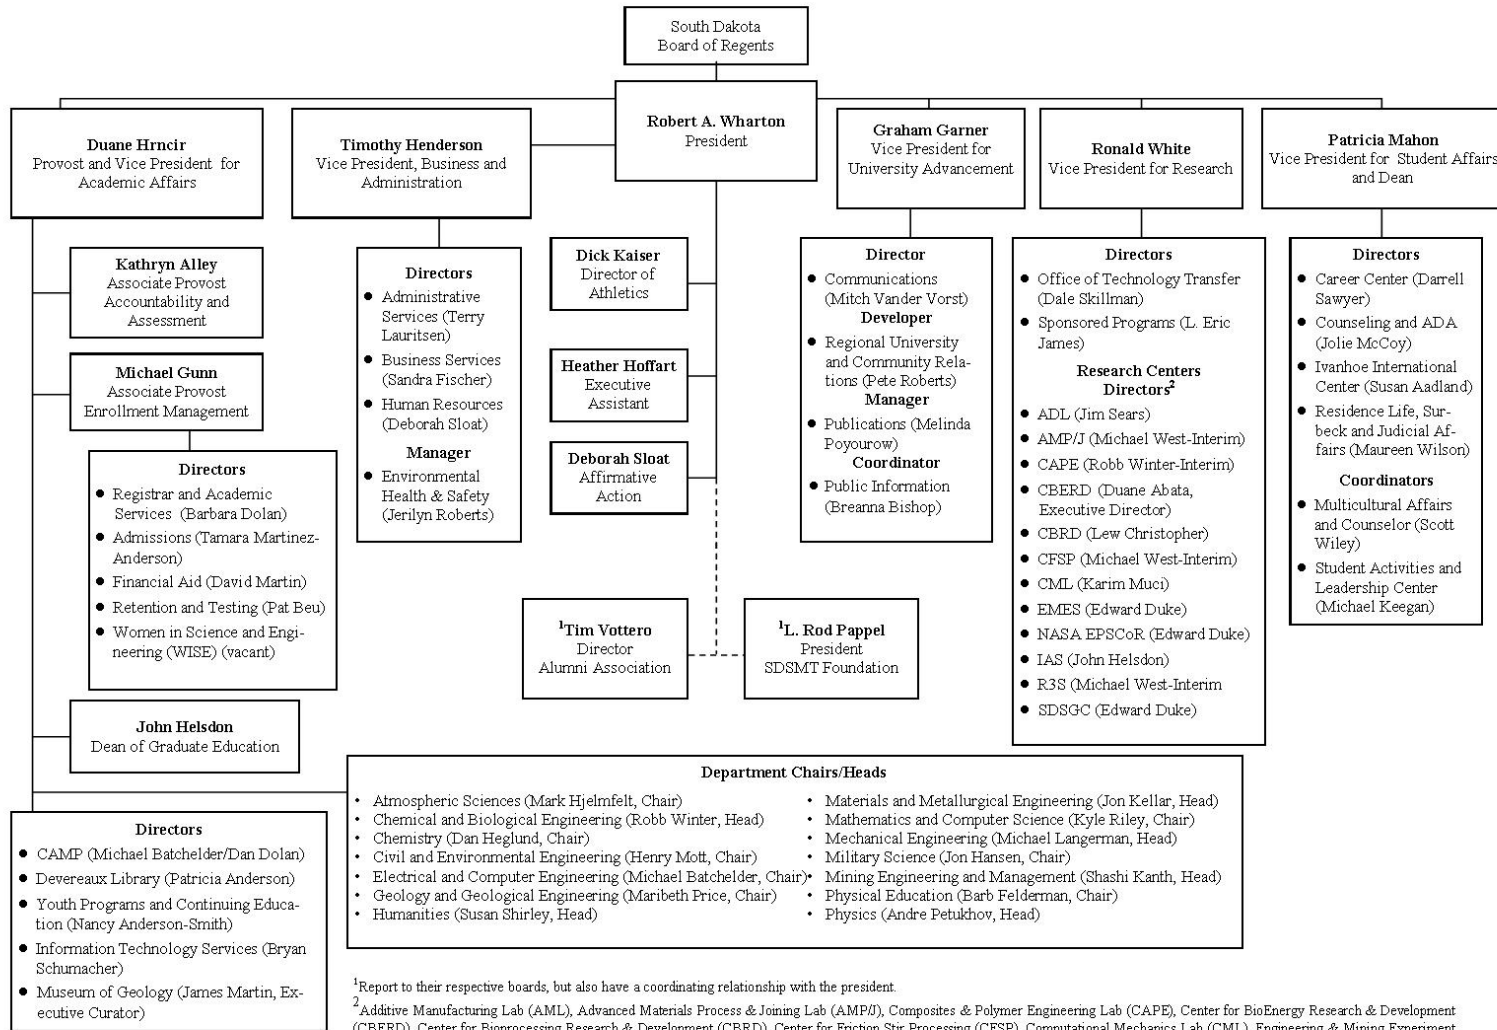 South Dakota
Board of Regents
Robert A. Wharton
President
Duane Hrncir
Provost and Vice President for
Academic Affairs
Timothy Henderson
Vice President, Business and
Administration
Graham Garner
Vice President for
University Advancement
Ronald White
Vice President for Research
Patricia Mahon
Vice President for Student Affairs
and Dean
Kathryn Alley
Associate Provost
Accountability and
Assessment
Michael Gunn
Associate Provost
Enrollment Management
Directors
● Registrar and Academic
Services (Barbara Dolan)
● Admissions (Tamara Martinez-
Anderson)
● Financial Aid (David Martin)
● Retention and Testing (Pat Beu)
● Women in Science and Engi-
neering (WISE) (vacant)
John Helsdon
Dean of Graduate Education
Directors
● CAMP (Michael Batchelder/Dan Dolan)
● Devereaux Library (Patricia Anderson)
● Youth Programs and Continuing Educa-
tion (Nancy Anderson-Smith)
● Information Technology Services (Bryan
Schumacher)
● Museum of Geology (James Martin, Ex-
ecutive Curator)
Directors
● Administrative
Services (Terry
Lauritsen)
● Business Services
(Sandra Fischer)
● Human Resources
(Deborah Sloat)
Manager
● Environmental
Health & Safety
(Jerilyn Roberts)
Dick Kaiser
Director of
Athletics
Heather Hoffart
Executive
Assistant
Deborah Sloat
Affirmative
Action
¹Tim Vottero
Director
Alumni Association
¹L. Rod Pappel
President
SDSMT Foundation
Director
● Communications
(Mitch Vander Vorst)
Developer
● Regional University
and Community Rela-
tions (Pete Roberts)
Manager
● Publications (Melinda
Poyourow)
Coordinator
● Public Information
(Breanna Bishop)
Directors
● Office of Technology Transfer
(Dale Skillman)
● Sponsored Programs (L. Eric
James)
Research Centers
Directors²
● ADL (Jim Sears)
● AMP/J (Michael West-Interim)
● CAPE (Robb Winter-Interim)
● CBERD (Duane Abata,
Executive Director)
● CBRD (Lew Christopher)
● CFSP (Michael West-Interim)
● CML (Karim Muci)
● EMES (Edward Duke)
● NASA EPSCoR (Edward Duke)
● IAS (John Helsdon)
● R3S (Michael West-Interim
● SDSGC (Edward Duke)
Directors
● Career Center (Darrell
Sawyer)
● Counseling and ADA
(Jolie McCoy)
● Ivanhoe International
Center (Susan Aadland)
● Residence Life, Sur-
beck and Judicial Af-
fairs (Maureen Wilson)
Coordinators
● Multicultural Affairs
and Counselor (Scott
Wiley)
● Student Activities and
Leadership Center
(Michael Keegan)
Department Chairs/Heads
• Atmospheric Sciences (Mark Hjelmfelt, Chair)
• Chemical and Biological Engineering (Robb Winter, Head)
• Chemistry (Dan Heglund, Chair)
• Civil and Environmental Engineering (Henry Mott, Chair)
• Electrical and Computer Engineering (Michael Batchelder, Chair)
• Geology and Geological Engineering (Maribeth Price, Chair)
• Humanities (Susan Shirley, Head)
• Materials and Metallurgical Engineering (Jon Kellar, Head)
• Mathematics and Computer Science (Kyle Riley, Chair)
• Mechanical Engineering (Michael Langerman, Head)
• Military Science (Jon Hansen, Chair)
• Mining Engineering and Management (Shashi Kanth, Head)
• Physical Education (Barb Felderman, Chair)
• Physics (Andre Petukhov, Head)
¹Report to their respective boards, but also have a coordinating relationship with the president.
²Additive Manufacturing Lab (AML), Advanced Materials Process & Joining Lab (AMP/J), Composites & Polymer Engineering Lab (CAPE), Center for BioEnergy Research & Development
(CBERD), Center for Bioprocessing Research & Development (CBRD), Center for Friction Stir Processing (CFSP), Computational Mechanics Lab (CML), Engineering & Mining Experiment